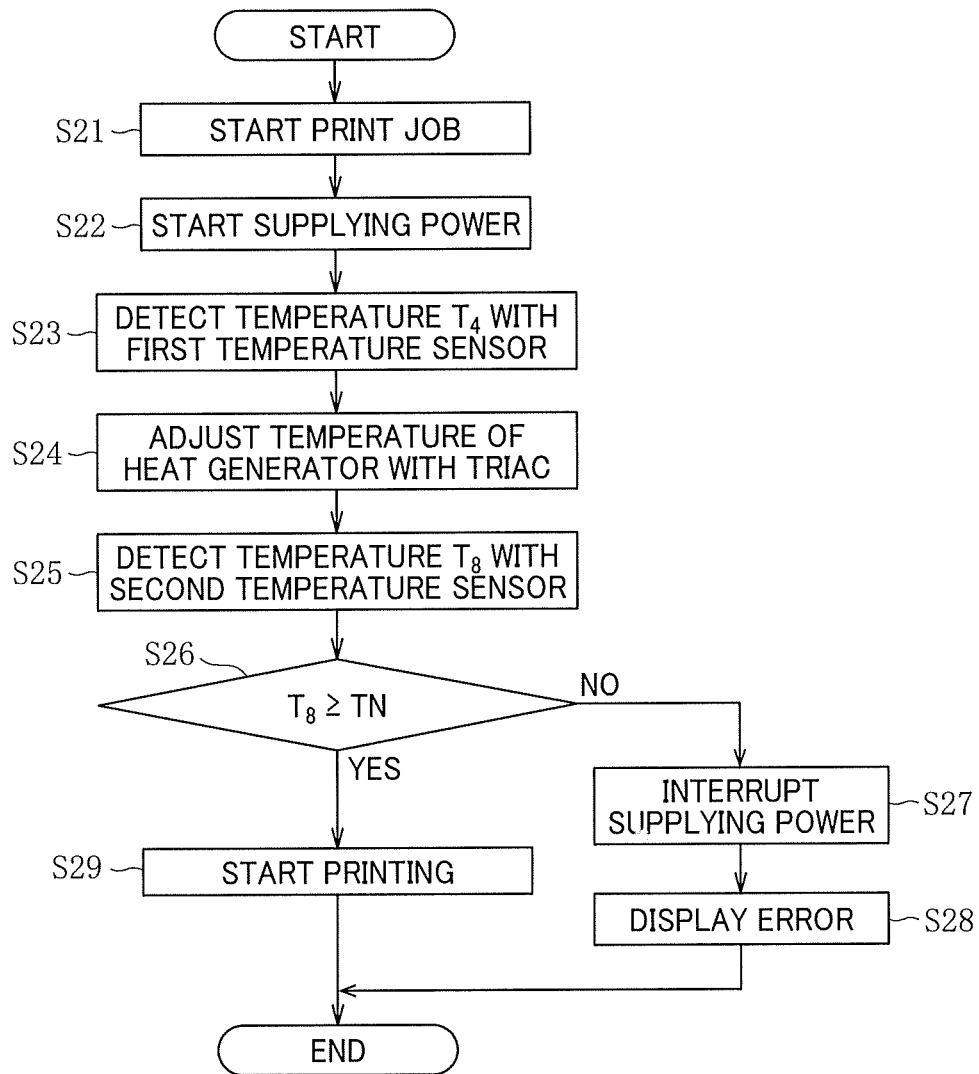 START
S21
START PRINT JOB
S22
START SUPPLYING POWER
S23
DETECT TEMPERATURE T₄ WITH
FIRST TEMPERATURE SENSOR
S24
ADJUST TEMPERATURE OF
HEAT GENERATOR WITH TRIAC
S25
DETECT TEMPERATURE T₈ WITH
SECOND TEMPERATURE SENSOR
S26
T₈ ≧ TN
NO
YES
INTERRUPT
SUPPLYING POWER
S27
S29
START PRINTING
DISPLAY ERROR
S28
END